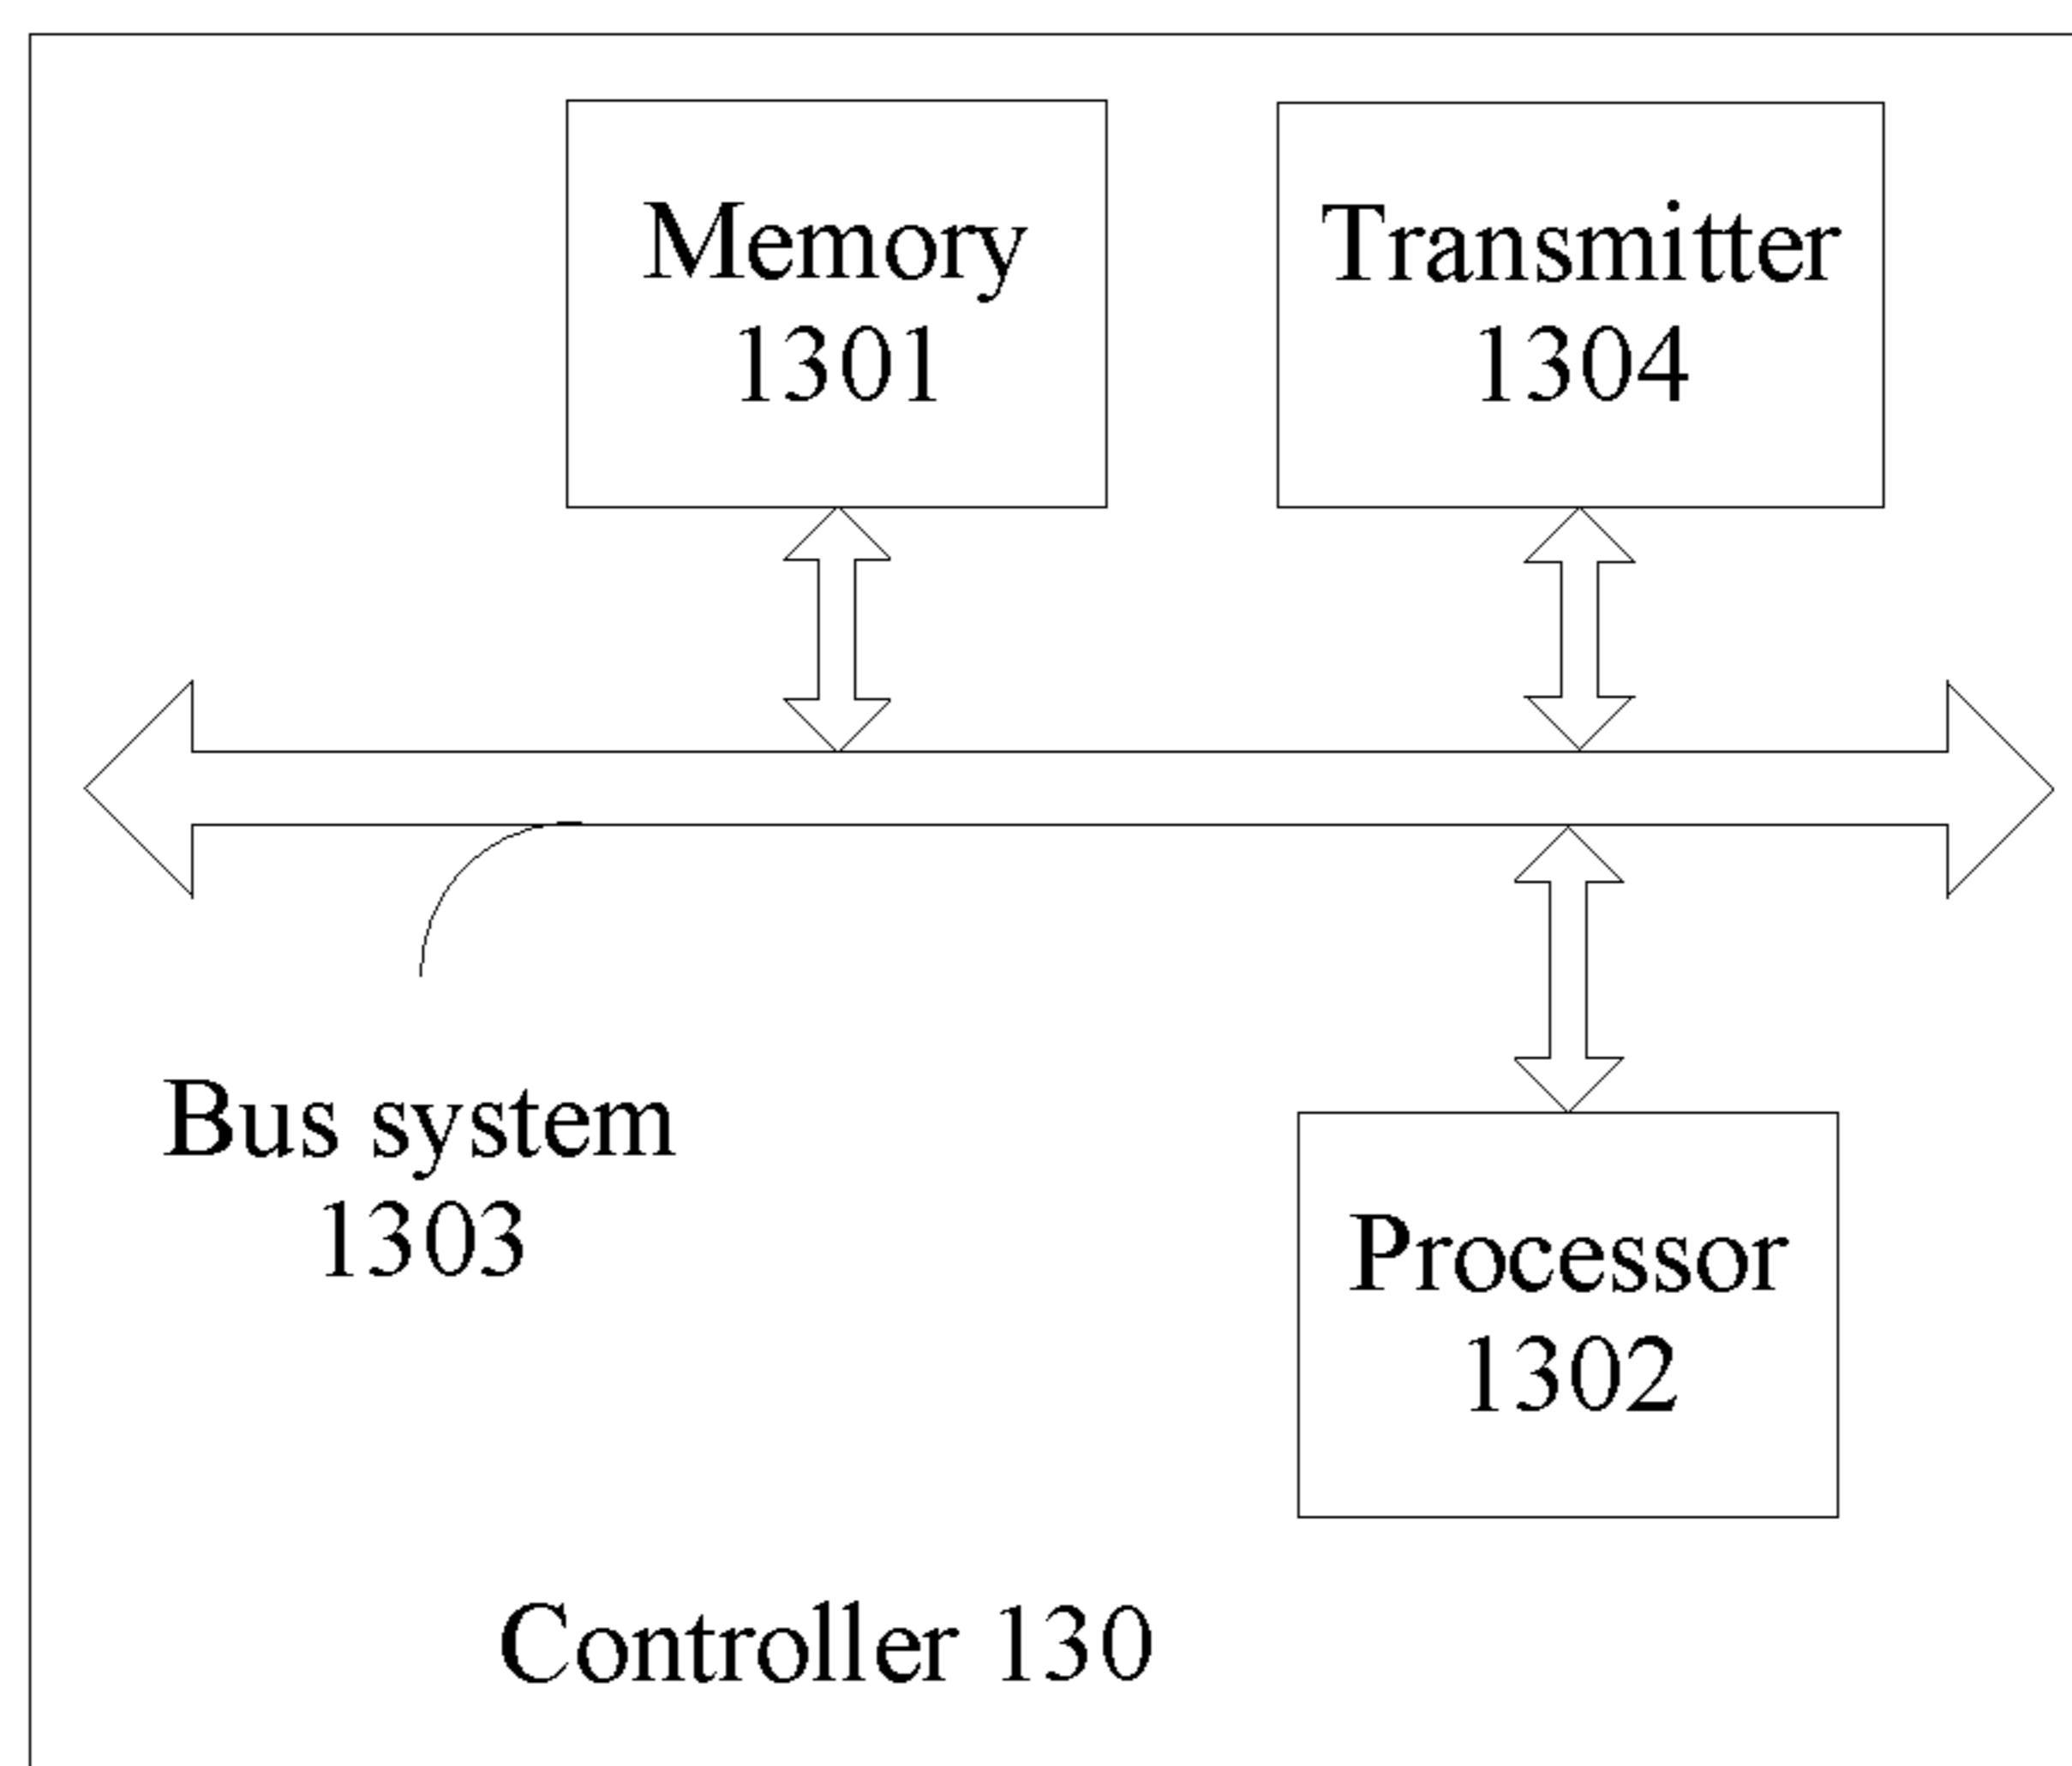 Memory
1301
Transmitter
1304
Bus system
1303
Processor
1302
Controller 130